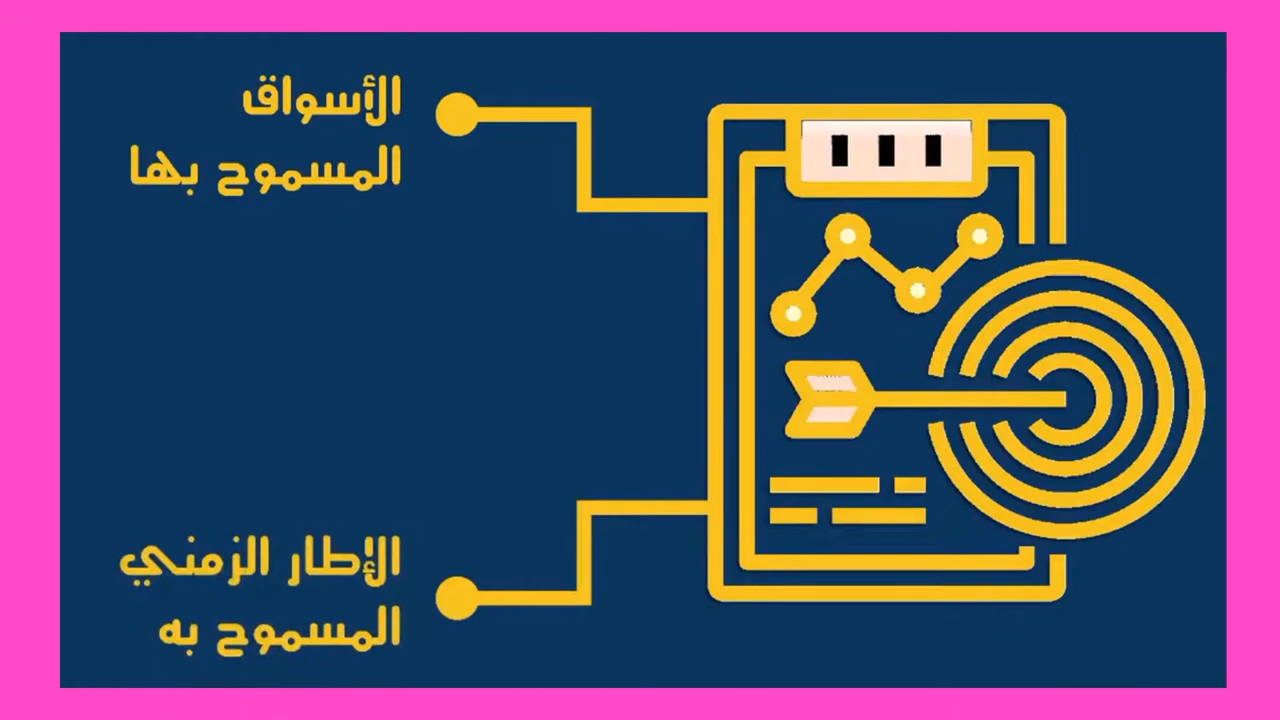 الأسواق
المسموح بها
الإطار الزمني
المسموح به